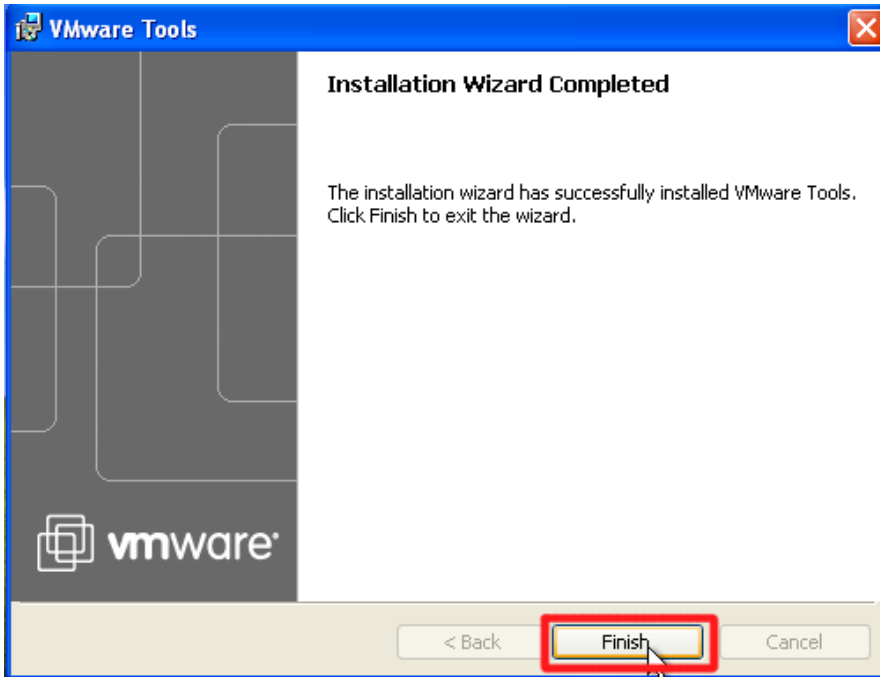 VMware Tools
Installation Wizard Completed
The installation wizard has successfully installed VMware Tools.
Click Finish to exit the wizard.
vmware
< Back
Finish
Cancel